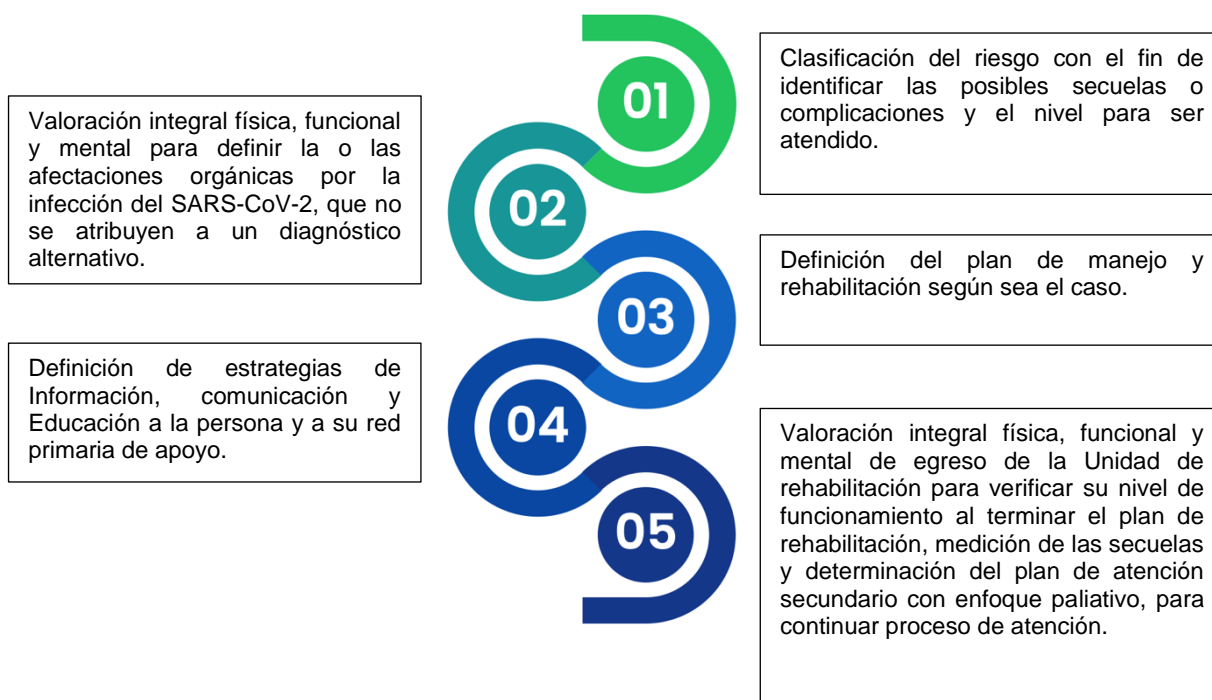 01
Clasificación del riesgo con el fin de
identificar las posibles secuelas o
complicaciones y el nivel para ser
atendido.
02
Valoración integral física, funcional
y mental para definir la o las
afectaciones orgánicas por la
infección del SARS-CoV-2, que no
se atribuyen a un diagnóstico
alternativo.
03
Definición del plan de manejo y
rehabilitación según sea el caso.
04
Definición de estrategias de
Información, comunicación y
Educación a la persona y a su red
primaria de apoyo.
05
Valoración integral física, funcional y
mental de egreso de la Unidad de
rehabilitación para verificar su nivel de
funcionamiento al terminar el plan de
rehabilitación, medición de las secuelas
y determinación del plan de atención
secundario con enfoque paliativo, para
continuar proceso de atención.